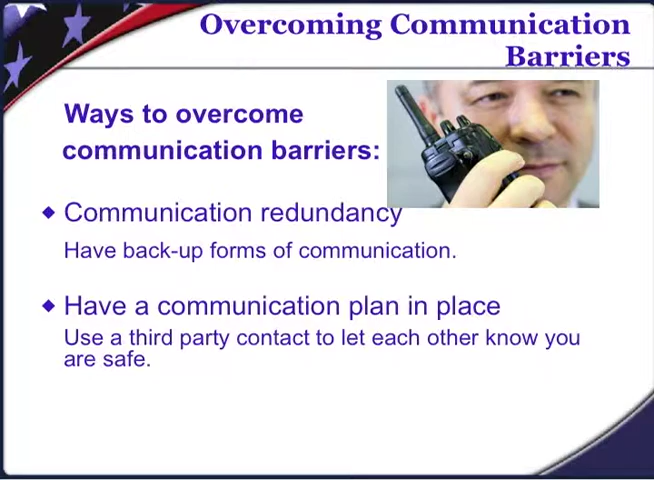 Overcoming Communication
Barriers
Ways to overcome
communication barriers:
Communication redundancy
Have back-up forms of communication.
Have a communication plan in place
Use a third party contact to let each other know you
are safe.